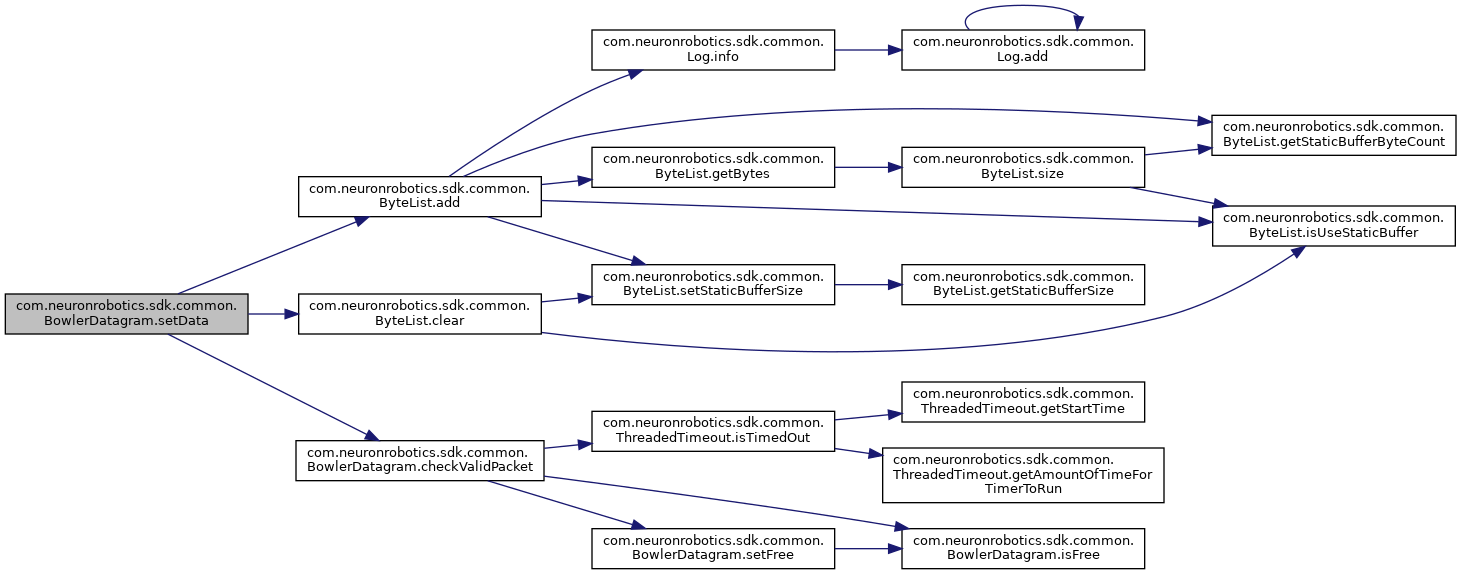 com.neuronrobotics.sdk.common.
BowlerDatagram.setData
com.neuronrobotics.sdk.common.
ByteList.add
com.neuronrobotics.sdk.common.
ByteList.clear
com.neuronrobotics.sdk.common.
BowlerDatagram.checkValidPacket
com.neuronrobotics.sdk.common.
Log.info
com.neuronrobotics.sdk.common.
ByteList.getBytes
com.neuronrobotics.sdk.common.
ByteList.setStaticBufferSize
com.neuronrobotics.sdk.common.
ThreadedTimeout.isTimedOut
com.neuronrobotics.sdk.common.
BowlerDatagram.setFree
com.neuronrobotics.sdk.common.
Log.add
com.neuronrobotics.sdk.common.
ByteList.size
com.neuronrobotics.sdk.common.
ByteList.getStaticBufferSize
com.neuronrobotics.sdk.common.
ThreadedTimeout.getStartTime
com.neuronrobotics.sdk.common.
ThreadedTimeout.getAmountOfTimeFor
TimerToRun
com.neuronrobotics.sdk.common.
BowlerDatagram.isFree
com.neuronrobotics.sdk.common.
ByteList.getStaticBufferByteCount
com.neuronrobotics.sdk.common.
ByteList.isUseStaticBuffer